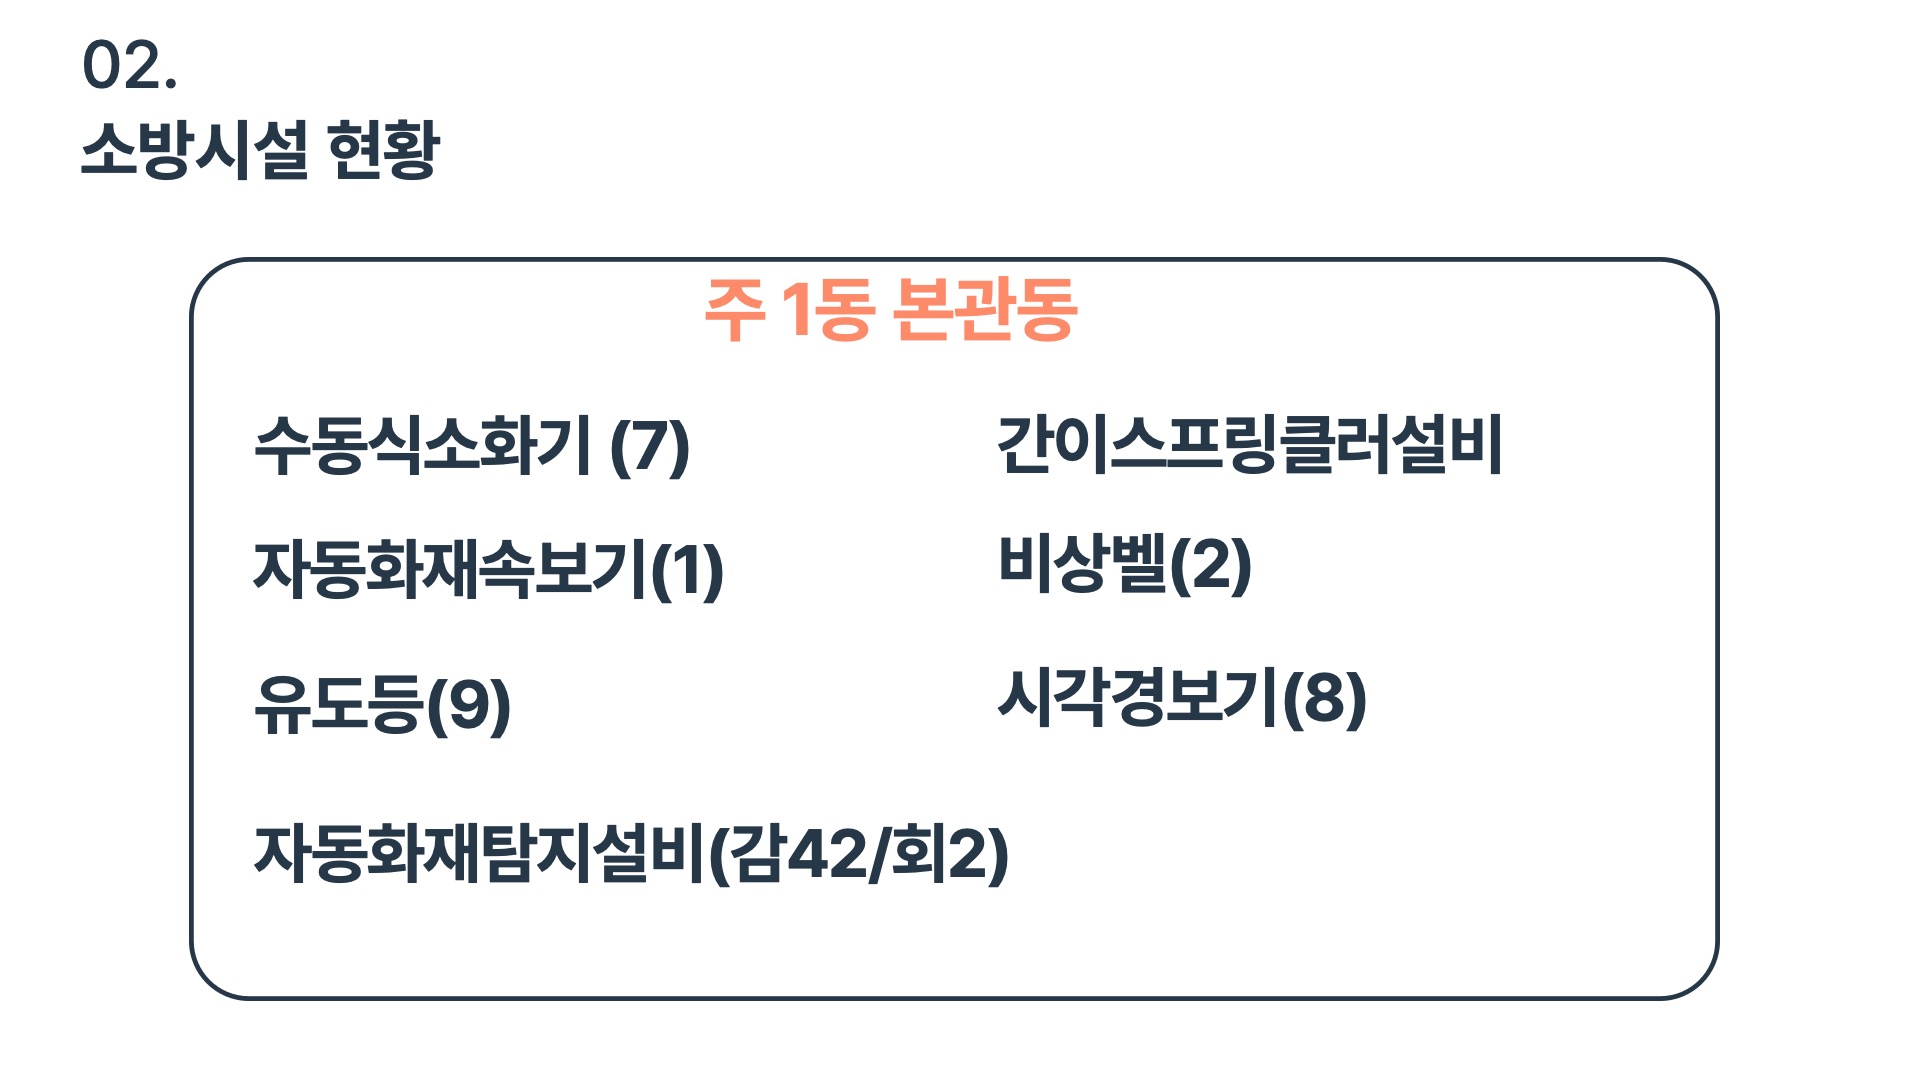 02.
소방시설 현황
주 1동 본관동
수동식소화기 (7)
자동화재속보기(1)
유도등(9)
자동화재탐지설비(감42/회2)
간이스프링클러설비
비상벨(2)
시각경보기(8)